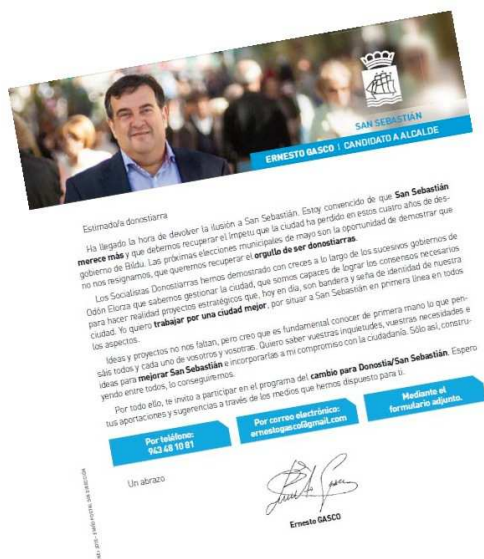 SAN SEBASTIÁN
ERNESTO GASCO | CANDIDATO A ALCALDE
Estimado/a donostiarra
Ha llegado la hora de devolver la ilusión a San Sebastián. Estoy convencido de que San Sebastián
merece más y que debemos recuperar el ímpetu que la ciudad ha perdido en estos cuatro años de des-
gobierno de Bildu. Las próximas elecciones municipales de mayo son la oportunidad de demostrar que
no nos resignamos, que queremos recuperar el orgullo de ser donostiarras.
Los Socialistas Donostiarras hemos demostrado con creces a lo largo de los sucesivos gobiernos de
Odón Elorza que sabemos gestionar la ciudad, que somos capaces de lograr los consensos necesarios
para hacer realidad proyectos estratégicos que, hoy en día, son bandera y seña de identidad de nuestra
ciudad. Yo quiero trabajar por una ciudad mejor, por situar a San Sebastián en primera línea en todos
los aspectos.
Ideas y proyectos no nos faltan, pero creo que es fundamental conocer de primera mano lo que pen-
sáis todos y cada uno de vosotros y vosotras. Quiero saber vuestras inquietudes, vuestras necesidades e
ideas para mejorar San Sebastián e incorporarlas a mi compromiso con la ciudadanía. Sólo así, constru-
yendo entre todos, lo conseguiremos.
Por todo ello, te invito a participar en el programa del cambio para Donostia/San Sebastián. Espero
tus aportaciones y sugerencias a través de los medios que hemos dispuesto para ti.
Por teléfono:
943 48 10 81
Por correo electrónico:
ernestogasco@gmail.com
Mediante el
formulario adjunto.
Un abrazo
Ernesto GASCO